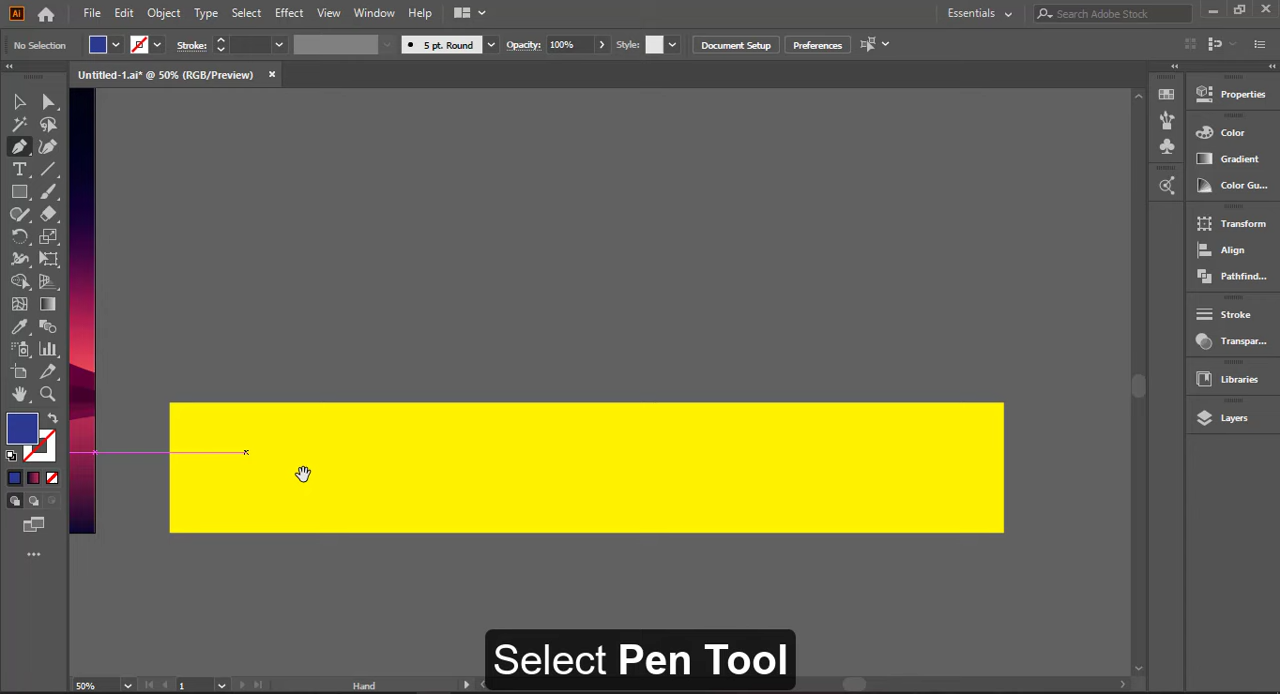 Ai File Edit Object Type Select Effect View Window Help Essentials Search Adobe Stock
No Selection Stroke: 5 pt. Round Opacity: 100% Style: Document Setup Preferences
Untitled-1.ai* @ 50% (RGB/Preview)
Properties
Color
Gradient
Color Gu...
Transform
Align
Pathfind...
Stroke
Transpar...
Libraries
Layers
Select Pen Tool
50% 1 Hand